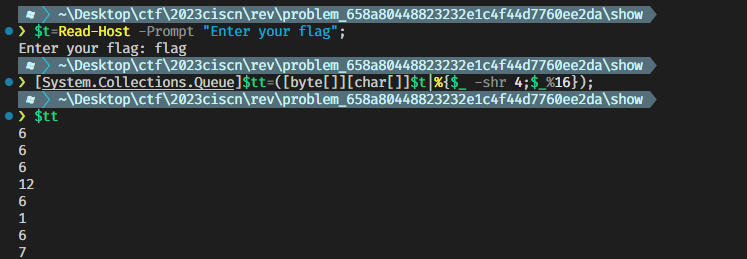 ~\Desktop\ctf\2023ciscn\rev\problem_658a80448823232e1c4f44d7760ee2da\show
❯ $t=Read-Host -Prompt "Enter your flag";
Enter your flag: flag
~\Desktop\ctf\2023ciscn\rev\problem_658a80448823232e1c4f44d7760ee2da\show
❯ [System.Collections.Queue]$tt=([byte[]][char[]]$t|%{$_ -shr 4;$_%16});
~\Desktop\ctf\2023ciscn\rev\problem_658a80448823232e1c4f44d7760ee2da\show
❯ $tt
6
6
6
12
6
1
6
7